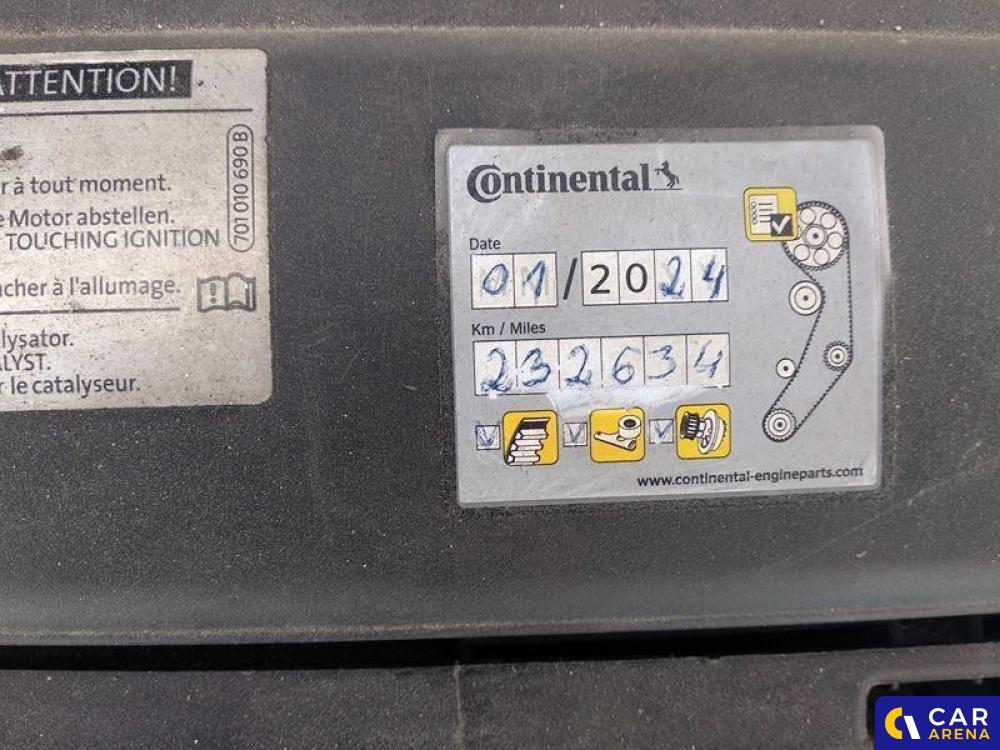 ATTENTION!
r à tout moment.
e Motor abstellen.
TOUCHING IGNITION
ncher à l'allumage.
lysator.
LYST.
r le catalyseur.
701 010 690 B
Continental
Date
01/2024
Km / Miles
232634
www.continental-engineparts.com
CAR
ARENA